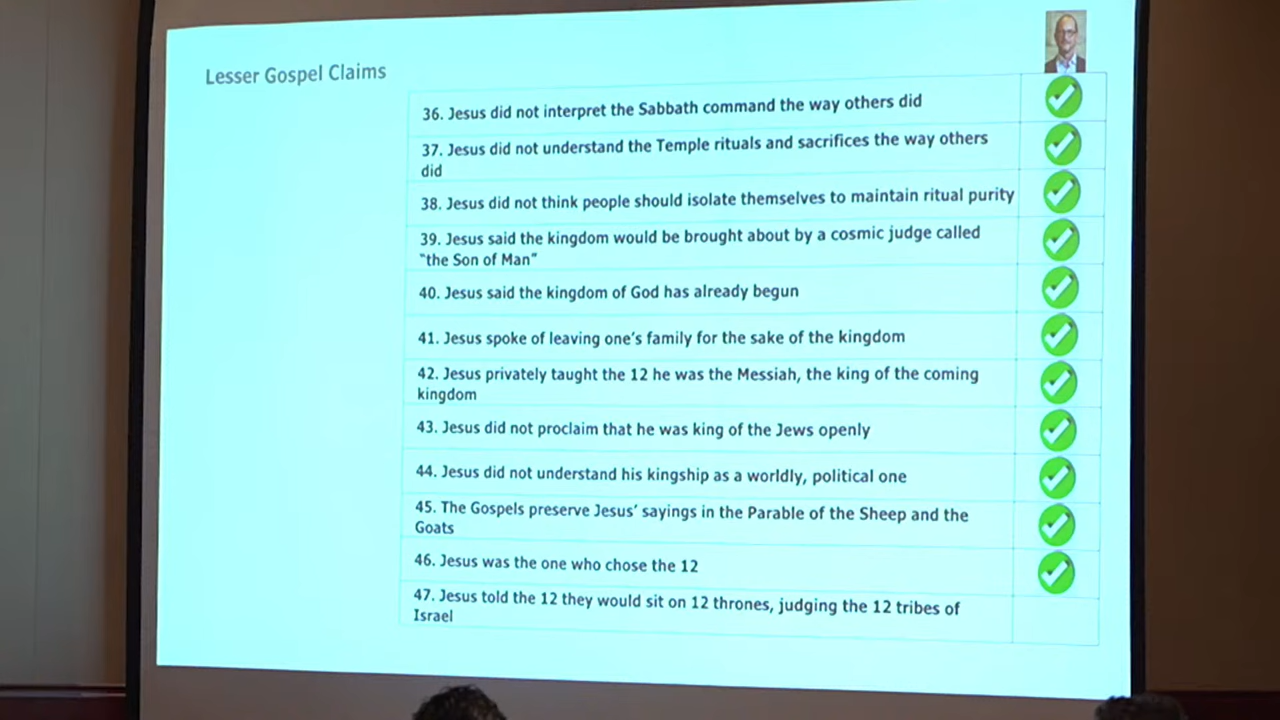 Lesser Gospel Claims
36. Jesus did not interpret the Sabbath command the way others did
37. Jesus did not understand the Temple rituals and sacrifices the way others
did
38. Jesus did not think people should isolate themselves to maintain ritual purity
39. Jesus said the kingdom would be brought about by a cosmic judge called
“the Son of Man”
40. Jesus said the kingdom of God has already begun
41. Jesus spoke of leaving one’s family for the sake of the kingdom
42. Jesus privately taught the 12 he was the Messiah, the king of the coming
kingdom
43. Jesus did not proclaim that he was king of the Jews openly
44. Jesus did not understand his kingship as a worldly, political one
45. The Gospels preserve Jesus’ sayings in the Parable of the Sheep and the
Goats
46. Jesus was the one who chose the 12
47. Jesus told the 12 they would sit on 12 thrones, judging the 12 tribes of
Israel